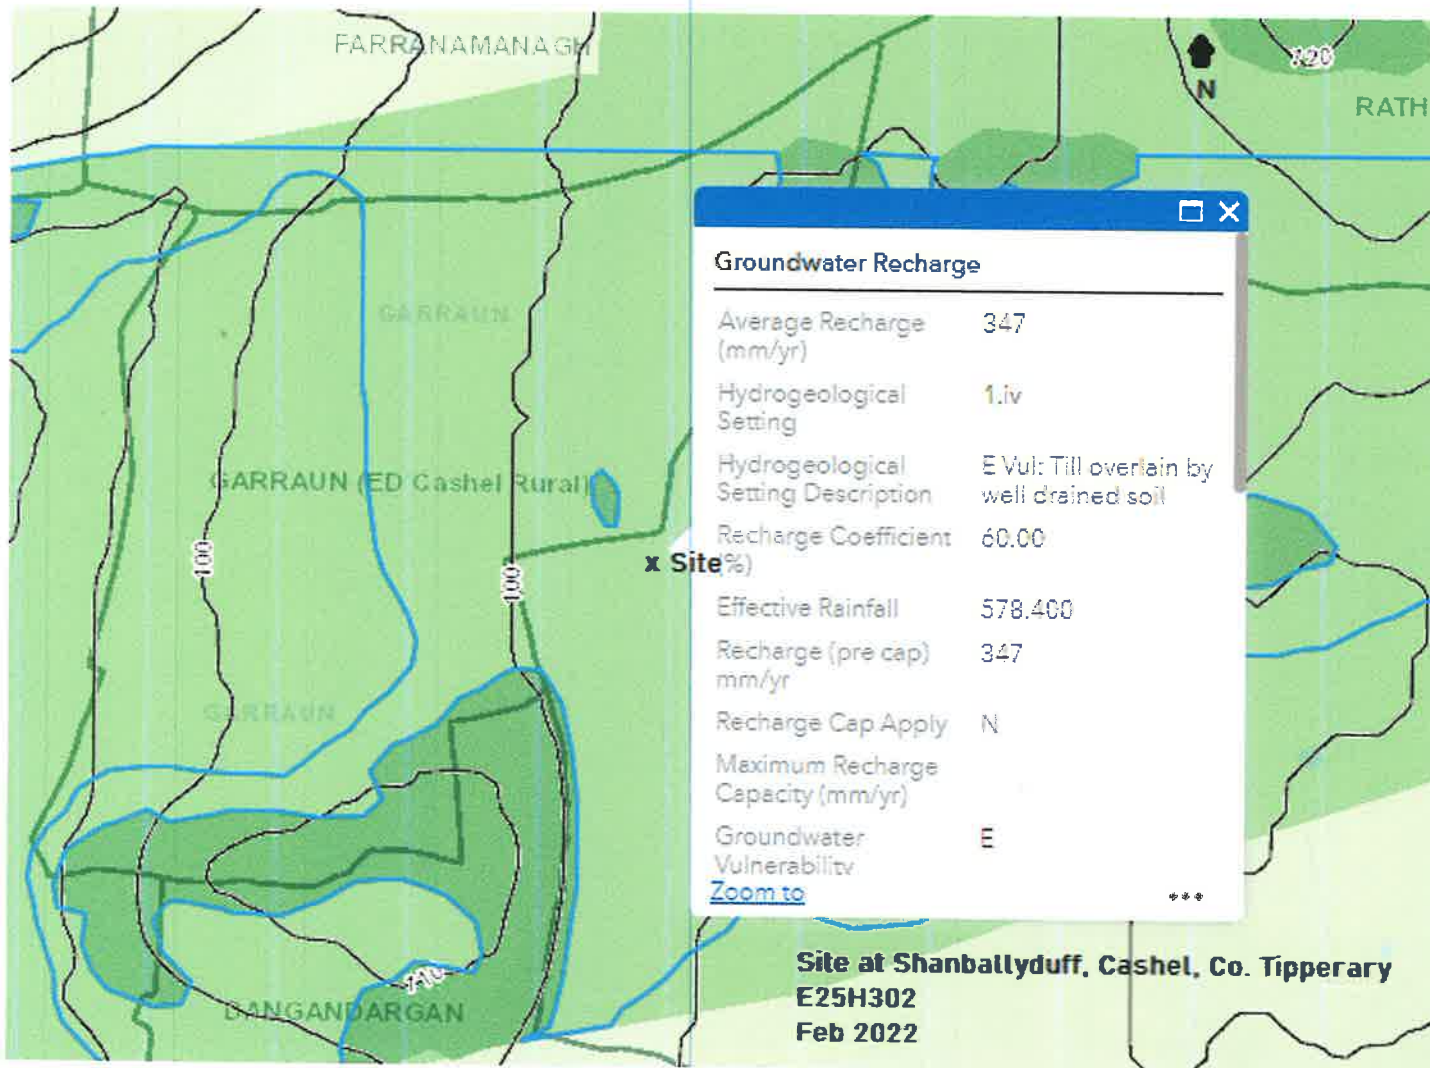 FARRANAMANAGH
120
N
RATH
Groundwater Recharge
Average Recharge
(mm/yr)
347
GARRAUN
Hydrogeological
Setting
1.iv
Hydrogeological
Setting Description
E Vul: Till overlain by
well drained soil
GARRAUN (ED Cashel Rural)
Recharge Coefficient
(%)
60.00
x Site
100
100
Effective Rainfall
578.400
Recharge (pre cap)
mm/yr
347
GARRAUN
Recharge Cap Apply
N
Maximum Recharge
Capacity (mm/yr)
Groundwater
Vulnerability
E
Zoom to
110
DANGANDARGAN
Site at Shanballyduff, Cashel, Co. Tipperary
E25H302
Feb 2022